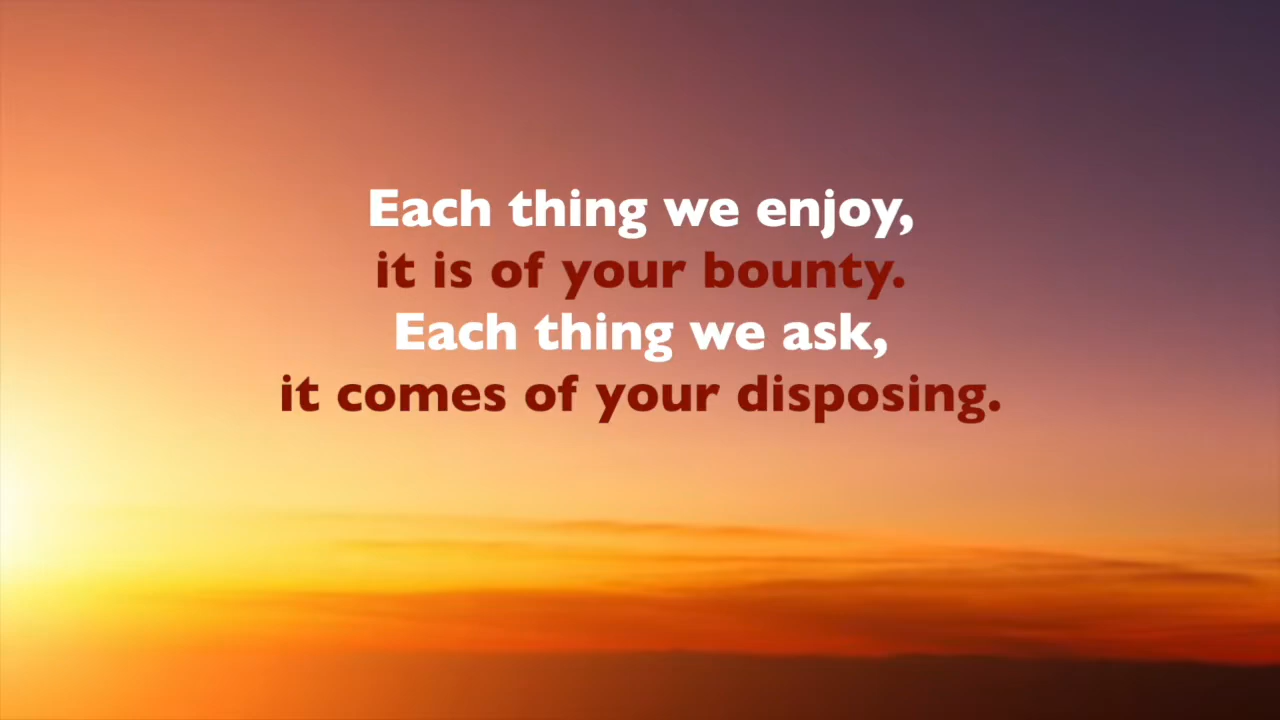 Each thing we enjoy,
it is of your bounty.
Each thing we ask,
it comes of your disposing.